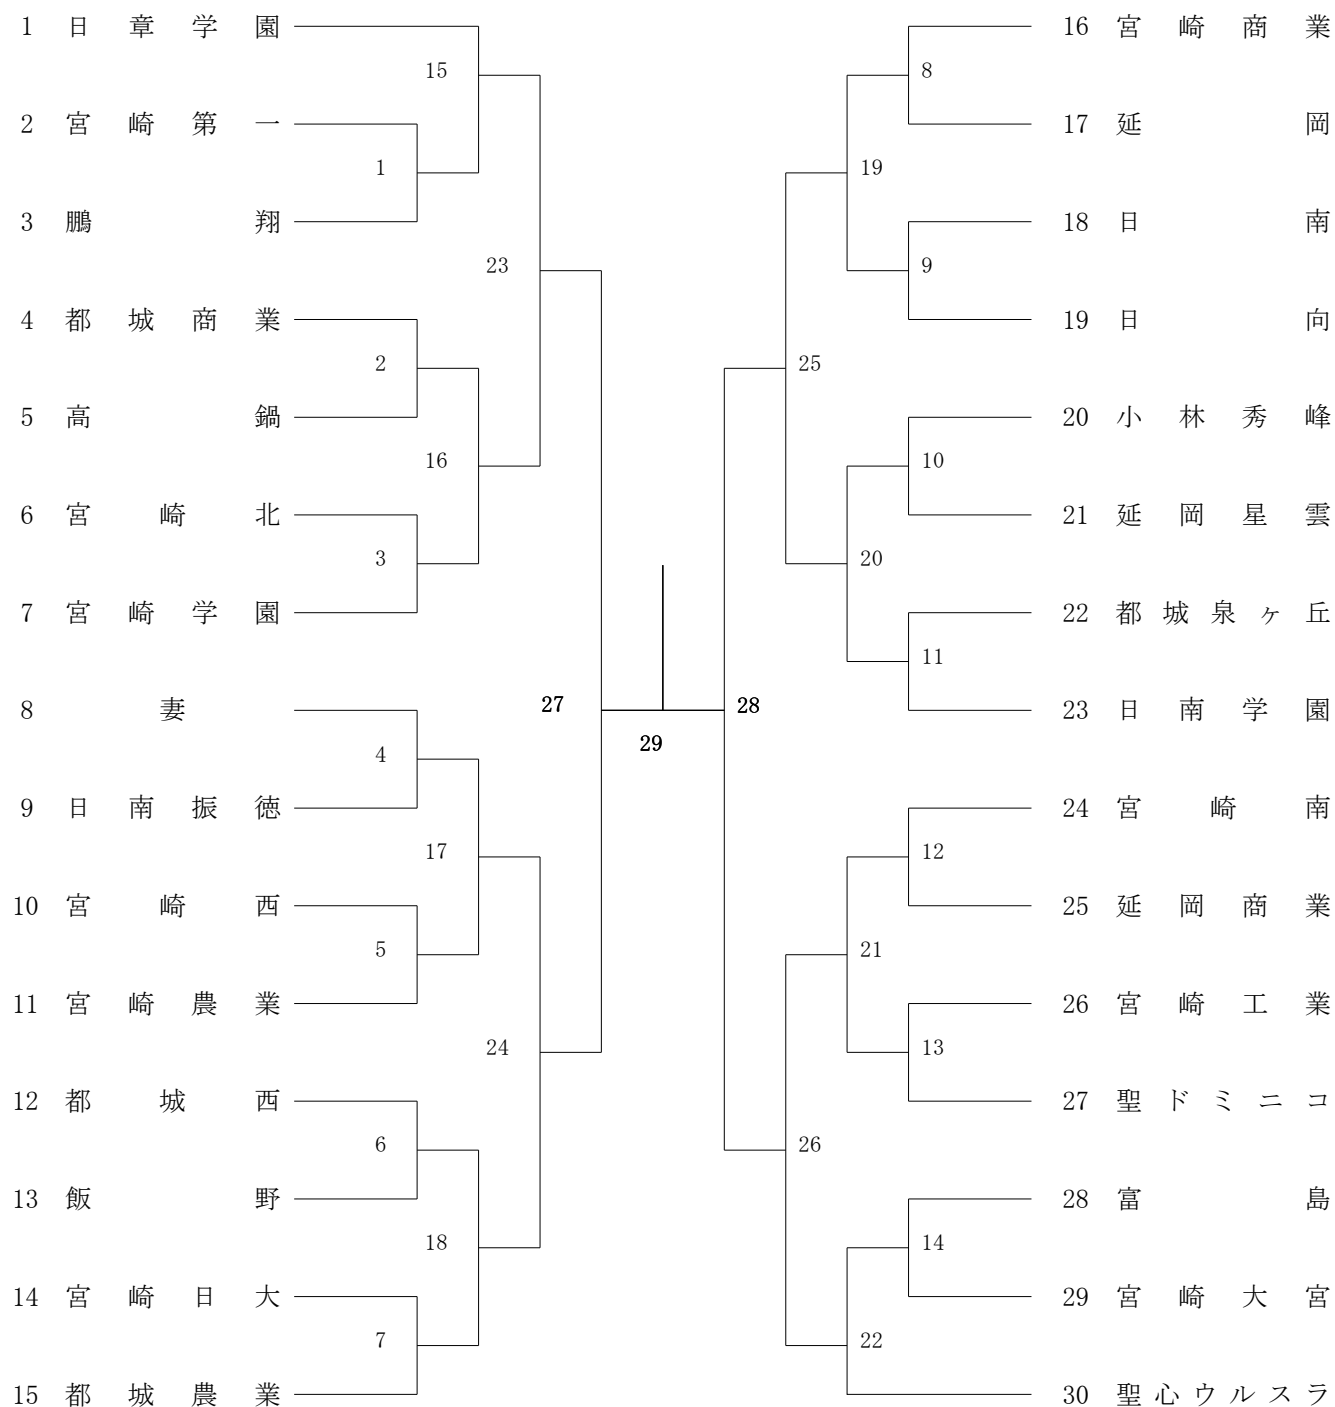 1 日章学園
15
2 宮崎第一
1
3 鵬翔
23
4 都城商業
2
5 高鍋
16
6 宮崎北
3
7 宮崎学園
27
8 妻
4
9 日南振徳
17
10 宮崎西
5
11 宮崎農業
24
12 都城西
6
13 飯野
18
14 宮崎日大
7
15 都城農業
29
16 宮崎商業
8
17 延岡
19
18 日南
9
19 日向
25
20 小林秀峰
10
21 延岡星雲
20
22 都城泉ヶ丘
11
23 日南学園
28
24 宮崎南
12
25 延岡商業
21
26 宮崎工業
13
27 聖ドミニコ
26
28 富島
14
29 宮崎大宮
22
30 聖心ウルスラ